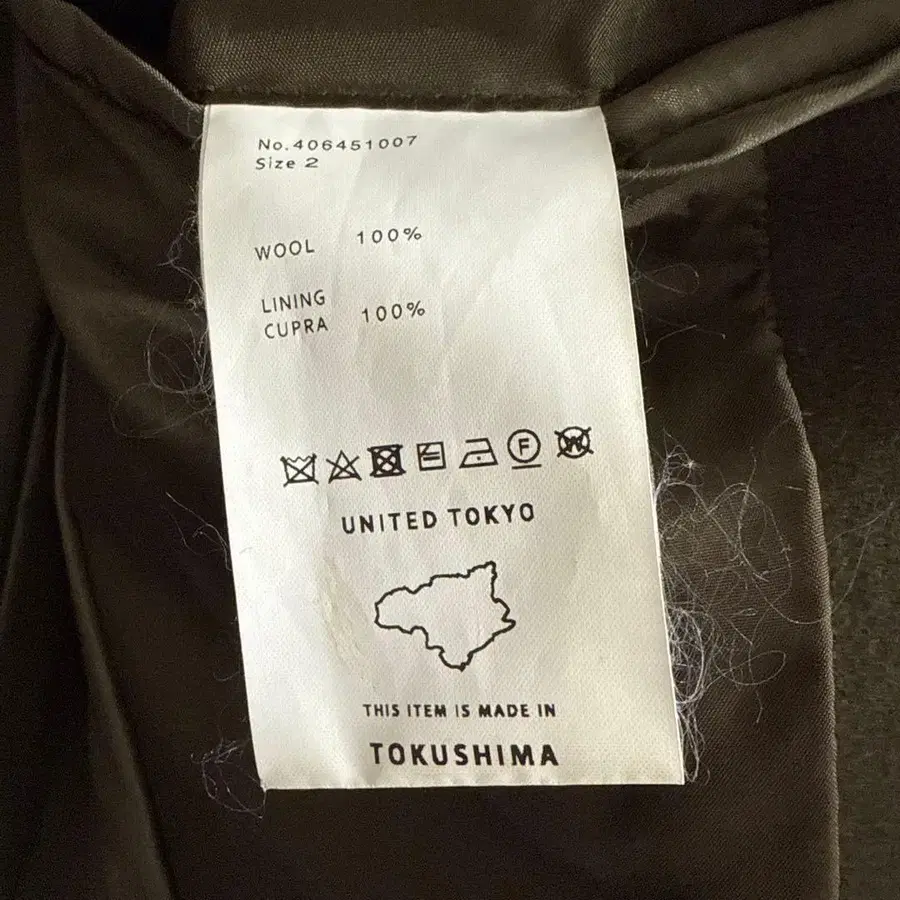 No.406451007
Size 2
WOOL 100%
LINING
CUPRA 100%
F W
UNITED TOKYO
THIS ITEM IS MADE IN
TOKUSHIMA